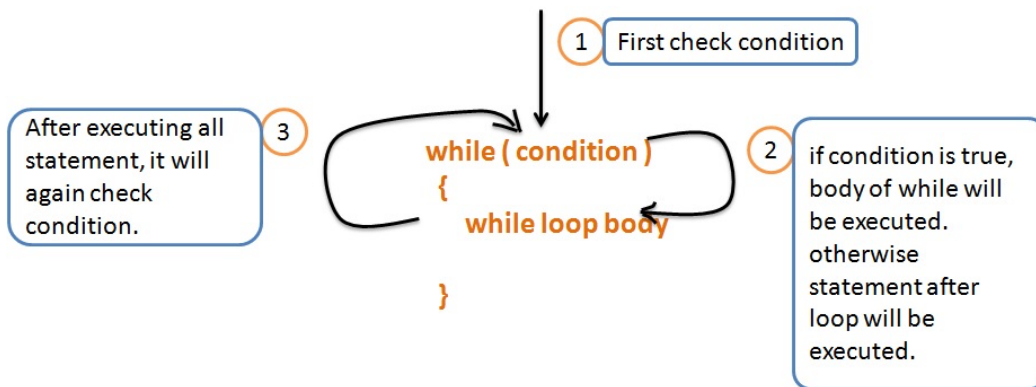 1
First check condition
3
After executing all
statement, it will
again check
condition.
while ( condition )
{
while loop body
}
2
if condition is true,
body of while will
be executed.
otherwise
statement after
loop will be
executed.